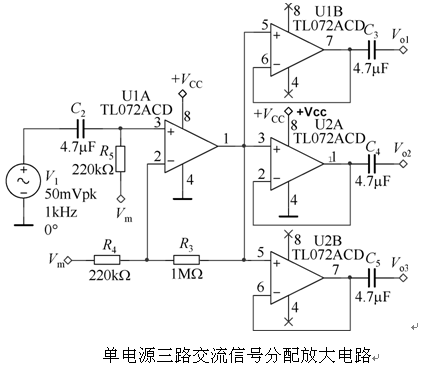 8
U1B
TL072ACD
5
+
−
6
7
C3
Vo1
4.7μF
4
+VCC
U1A
TL072ACD
8
C2
3
+
−
2
1
4.7μF
R5
220kΩ
4
Vm
V1
50mVpk
1kHz
0°
+VCC
+Vcc
8
U2A
TL072ACD
3
+
−
2
1
C4
Vo2
4.7μF
4
Vm
R4
220kΩ
R3
1MΩ
8
U2B
TL072ACD
5
+
−
6
7
C5
Vo3
4.7μF
4
单电源三路交流信号分配放大电路